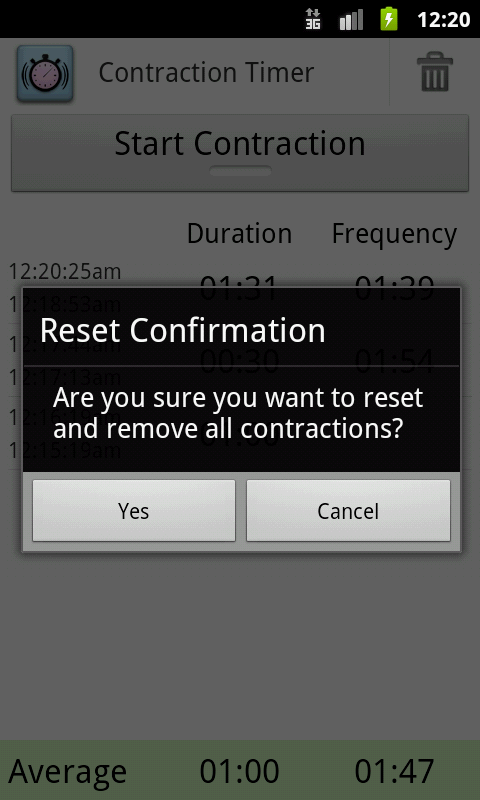 3G 12:20
Contraction Timer
Start Contraction
Duration Frequency
12:20:25am
12:18:53am 01:31 01:39
Reset Confirmation
00:30 01:54
12:17:13am
Are you sure you want to reset
and remove all contractions?
12:15:19am
Yes Cancel
Average 01:00 01:47